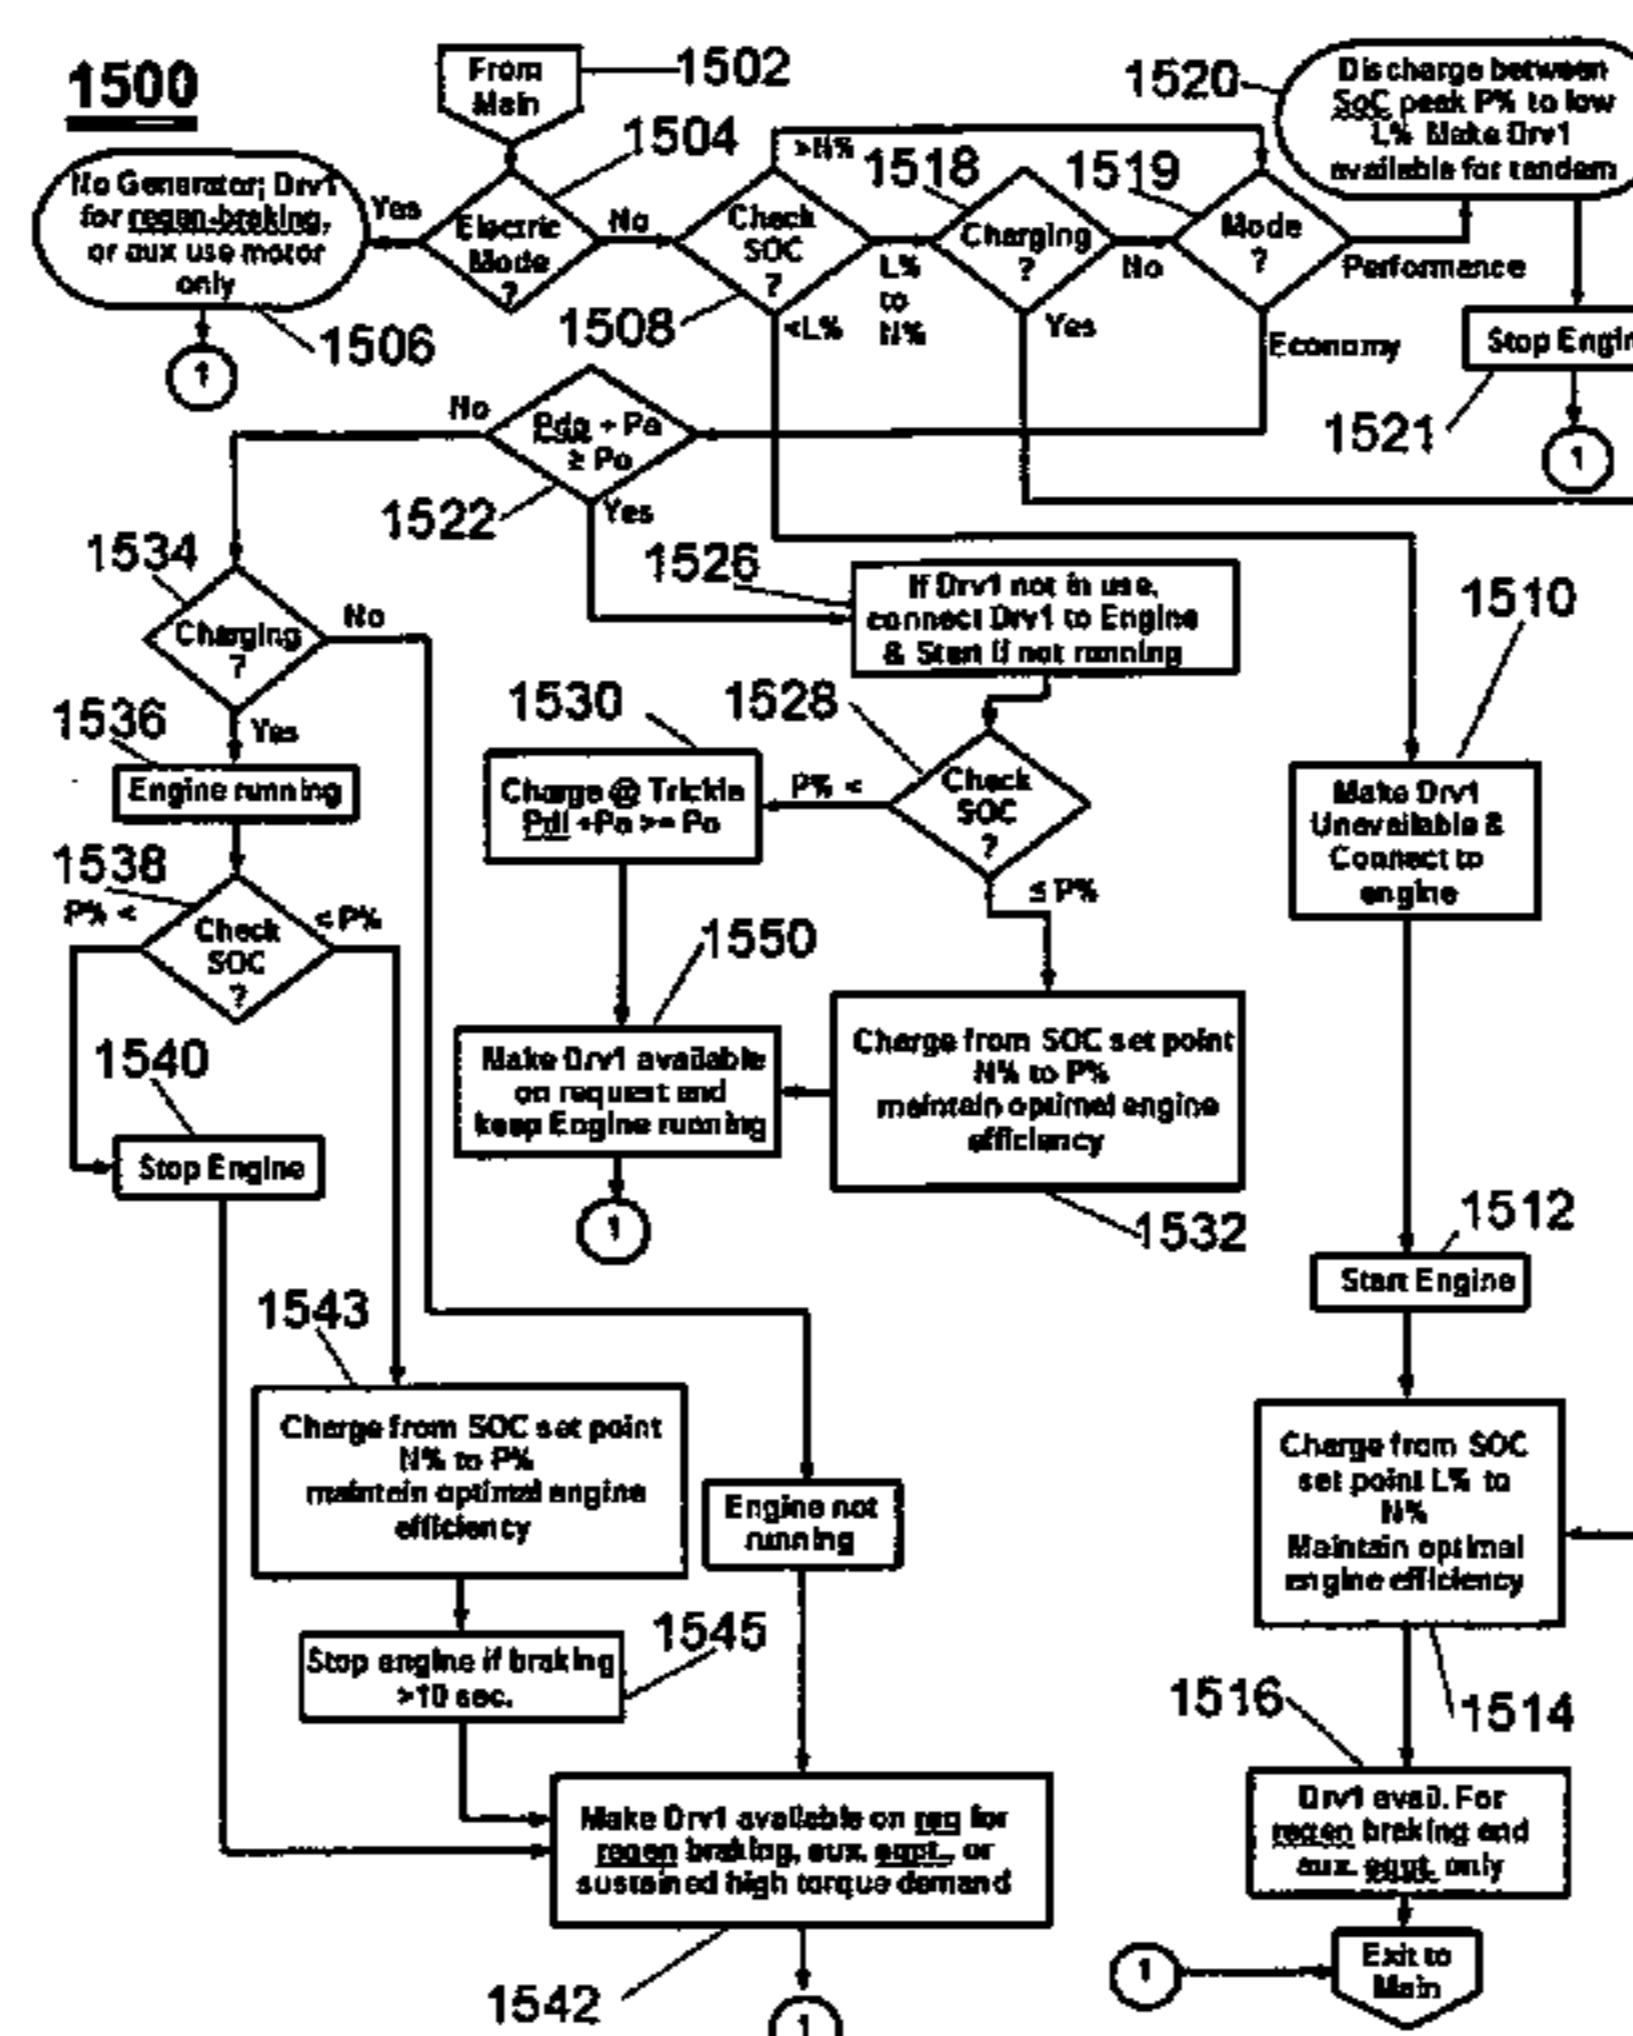 1500
From
Main
1502
1504
No Generator; Drv1
for regen-braking,
or aux use motor
only
1506
1
Yes
Electric
Mode
?
No
Check
SOC
?
1508
>N%
L%
to
N%
<L%
1518
Charging
?
No
Yes
1519
Mode
?
Performance
Economy
1520
Discharge between
SoC peak P% to low
L% Make Drv1
available for tandem
Stop Engin
1521
1
No
+ Pa
≥ Po
Yes
1522
1534
Charging
?
No
Yes
1526
If Drv1 not in use,
connect Drv1 to Engine
& Start if not running
1510
Make Drv1
Unavailable &
Connect to
engine
1536
Engine running
1530
Charge @ Trickle
+Pa >= Po
1528
P% <
Check
SOC
?
≤ P%
1538
P% <
Check
SOC
?
≤ P%
1550
Make Drv1 available
on request and
keep Engine running
1
Charge from SOC set point
N% to P%
maintain optimal engine
efficiency
1532
1540
Stop Engine
1512
Start Engine
1543
Charge from SOC set point
N% to P%
maintain optimal engine
efficiency
Engine not
running
Charge from SOC
set point L% to
N%
Maintain optimal
engine efficiency
1514
1545
Stop engine if braking
>10 sec.
1516
Drv1 avail. For
regen braking and
aux. eqpt. only
Make Drv1 available on req for
regen braking, aux. eqpt., or
sustained high torque demand
1542
1
1
Exit to
Main